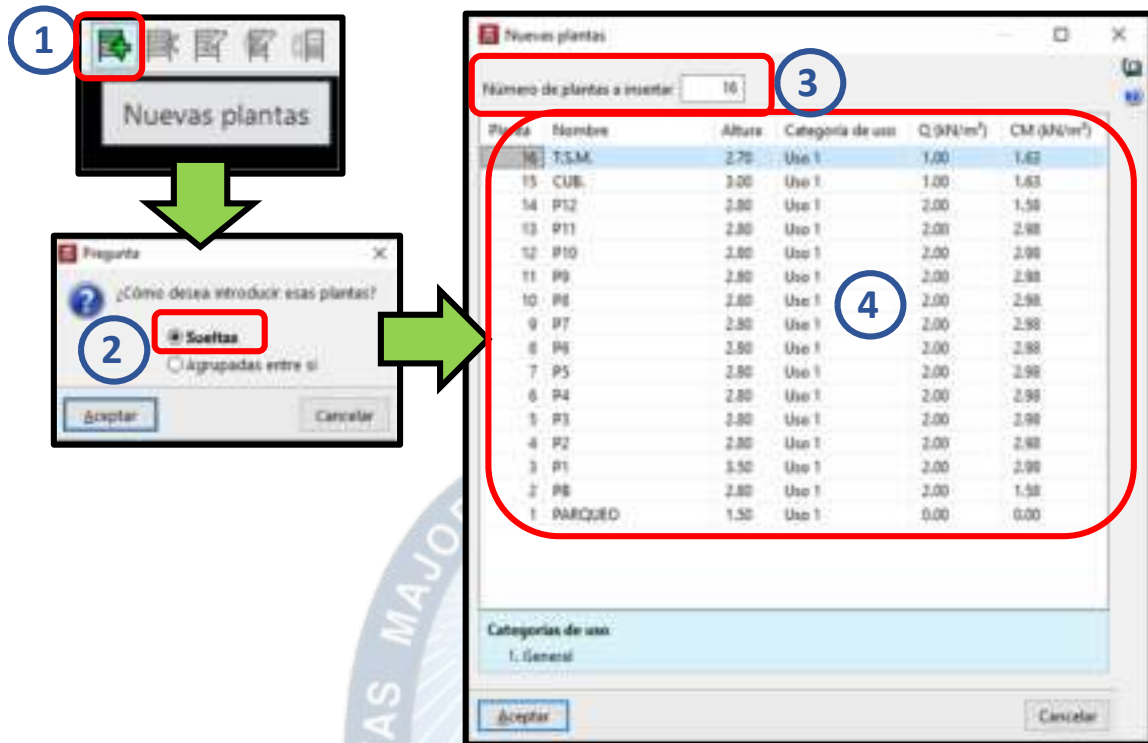 1
Nuevas plantas
Pregunta
¿Cómo desea introducir esas plantas?
2
Sueltas
Agrupadas entre sí
Aceptar
Cancelar
Nuevas plantas
Número de plantas a insertar 16
3
Planta Nombre Altura Categoría de uso Q (kN/m²) CM (kN/m²)
16 T.S.M. 2.70 Uso 1 1.00 1.63
15 CUB. 3.00 Uso 1 1.00 1.63
14 P12 2.80 Uso 1 2.00 1.58
13 P11 2.80 Uso 1 2.00 2.98
12 P10 2.80 Uso 1 2.00 2.98
11 P9 2.80 Uso 1 2.00 2.98
10 P8 2.80 Uso 1 2.00 2.98
9 P7 2.80 Uso 1 2.00 2.98
8 P6 2.80 Uso 1 2.00 2.98
7 P5 2.80 Uso 1 2.00 2.98
6 P4 2.80 Uso 1 2.00 2.98
5 P3 2.80 Uso 1 2.00 2.98
4 P2 2.80 Uso 1 2.00 2.98
3 P1 3.50 Uso 1 2.00 2.98
2 PB 2.80 Uso 1 2.00 1.58
1 PARQUEO 1.50 Uso 1 0.00 0.00
4
Categorías de uso
1. General
Aceptar
Cancelar
AS MAJO